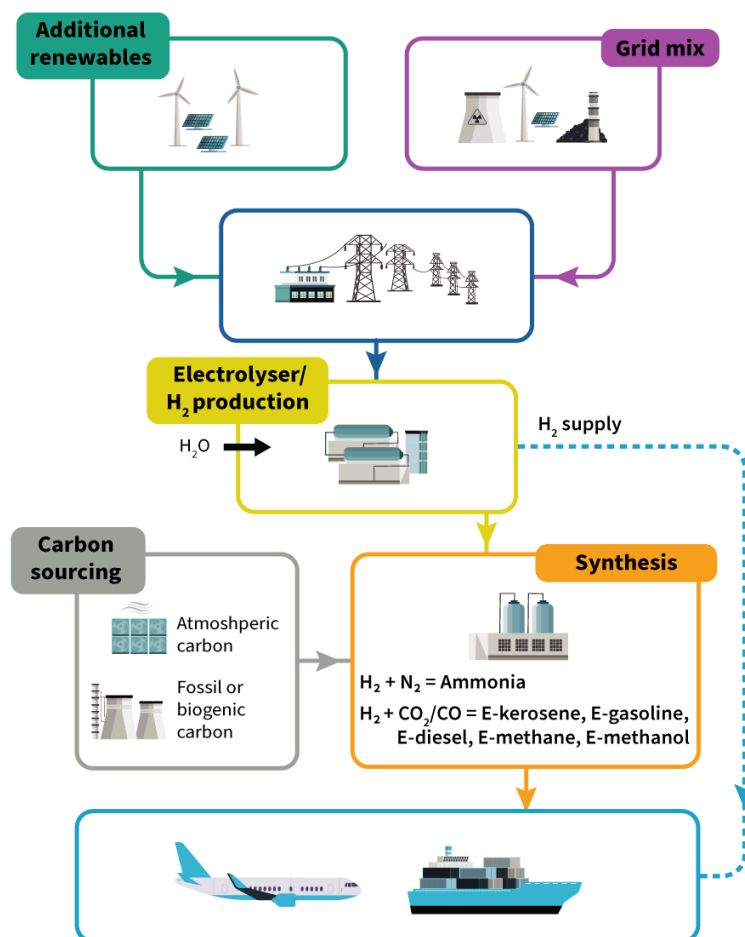 Additional
renewables
Grid mix
Electrolyser/
H₂ production
H₂O
H₂ supply
Carbon
sourcing
Synthesis
Atmoshperic
carbon
Fossil or
biogenic
carbon
H₂ + N₂ = Ammonia
H₂ + CO₂/CO = E-kerosene, E-gasoline,
E-diesel, E-methane, E-methanol